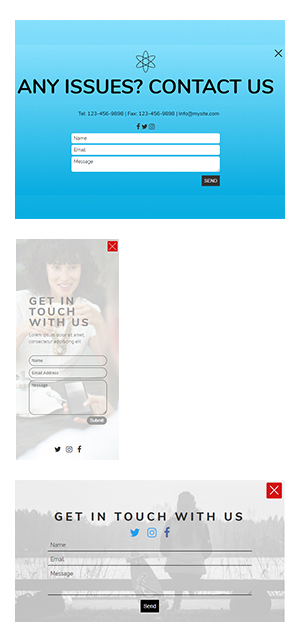 ANY ISSUES? CONTACT US
Tel: 123-456-9898 | Fax: 123-456-9898 | Info@mysite.com
Name
Email
Message
SEND
GET IN
TOUCH
WITH US
Lorem ipsum dolor sit amet,
consectetur adipiscing elit
Name
Email Address
Message
Submit
GET IN TOUCH WITH US
Name
Email
Message
Send